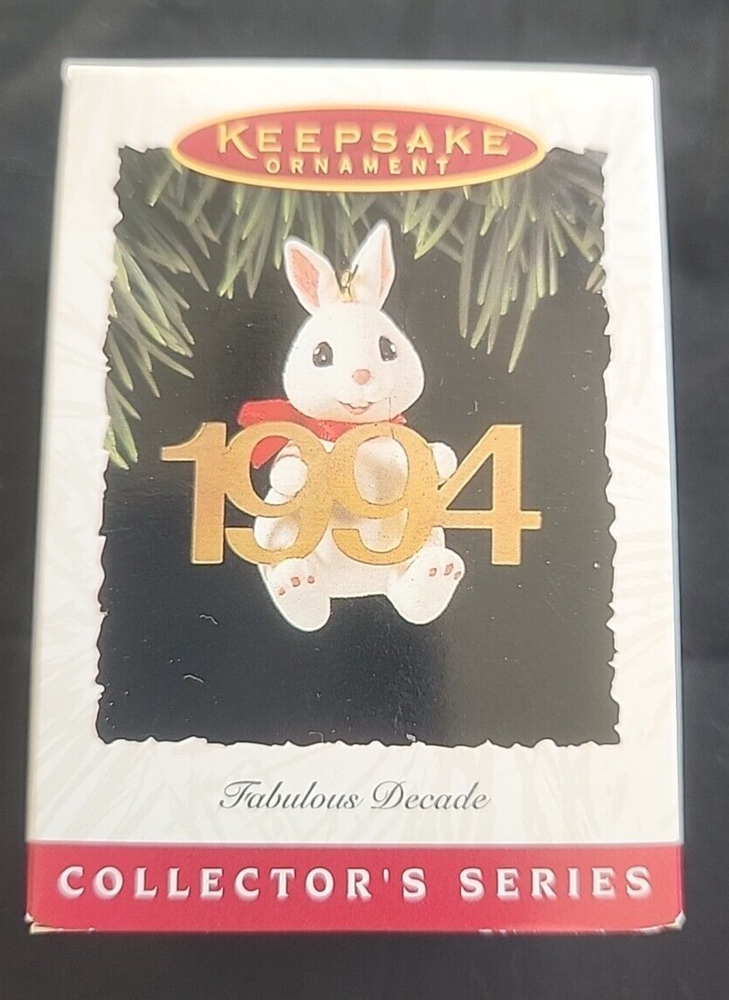 KEEPSAKE
ORNAMENT
1994
Fabulous Decade
COLLECTOR'S SERIES